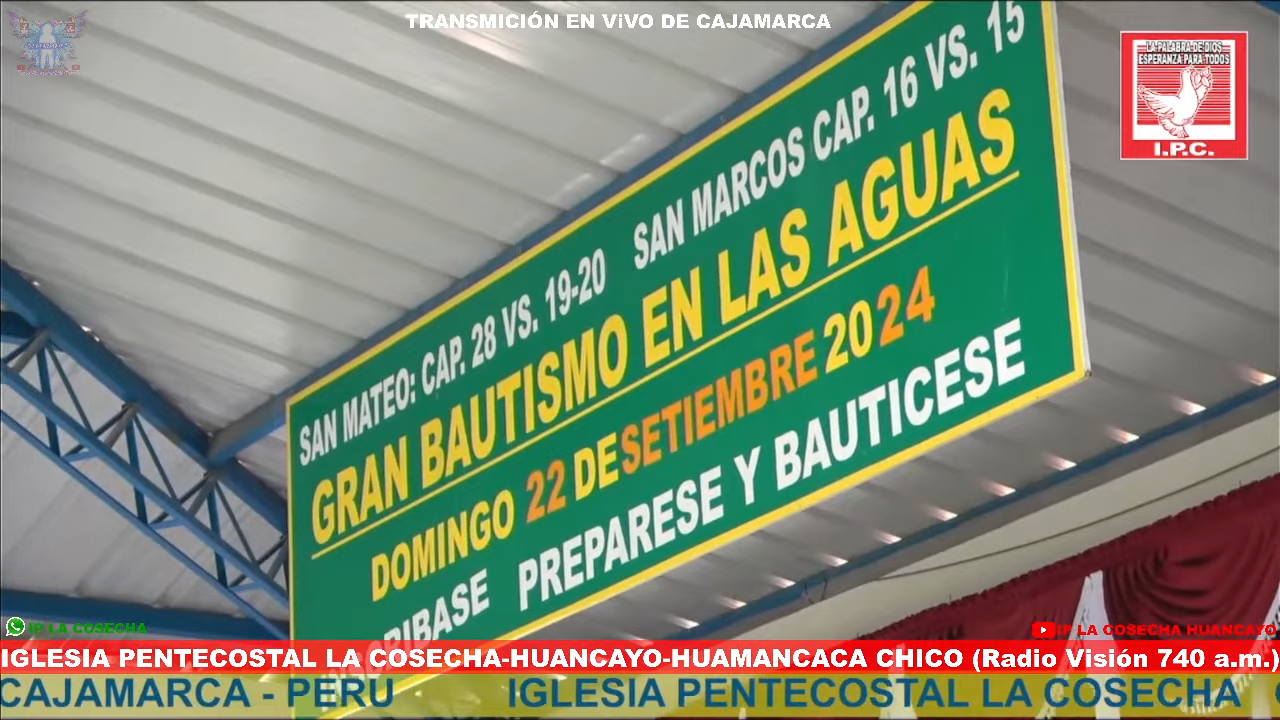 TRANSMICIÓN EN ViVO DE CAJAMARCA
LA PALABRA DE DIOS
ESPERANZA PARA TODOS
I.P.C.
SAN MATEO: CAP. 28 VS. 19-20 SAN MARCOS CAP. 16 VS. 15
GRAN BAUTISMO EN LAS AGUAS
DOMINGO 22 DE SETIEMBRE 2024
PREPARESE Y BAUTICESE
IP LA COSECHA
IP LA COSECHA HUANCAYO
IGLESIA PENTECOSTAL LA COSECHA-HUANCAYO-HUAMANCACA CHICO (Radio Visión 740 a.m.)
CAJAMARCA - PERU IGLESIA PENTECOSTAL LA COSECHA